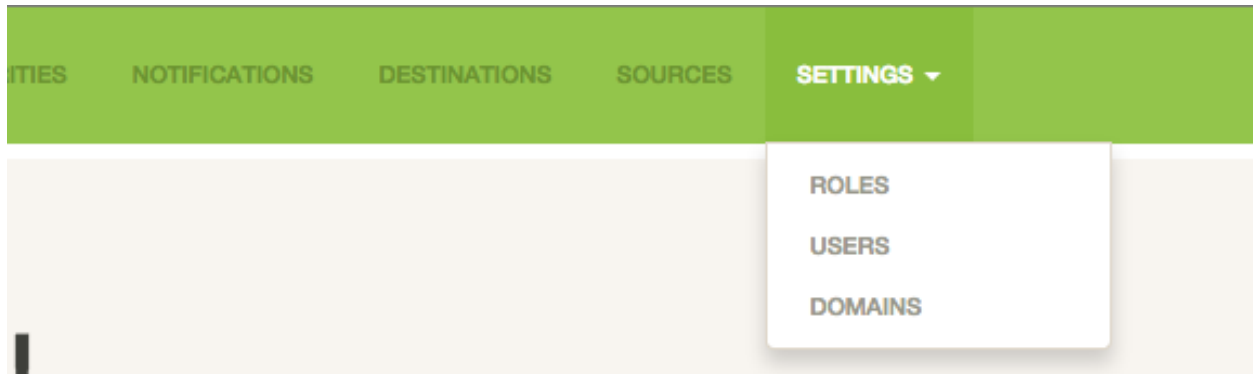 NOTIFICATIONS DESTINATIONS SOURCES SETTINGS
ROLES
USERS
DOMAINS